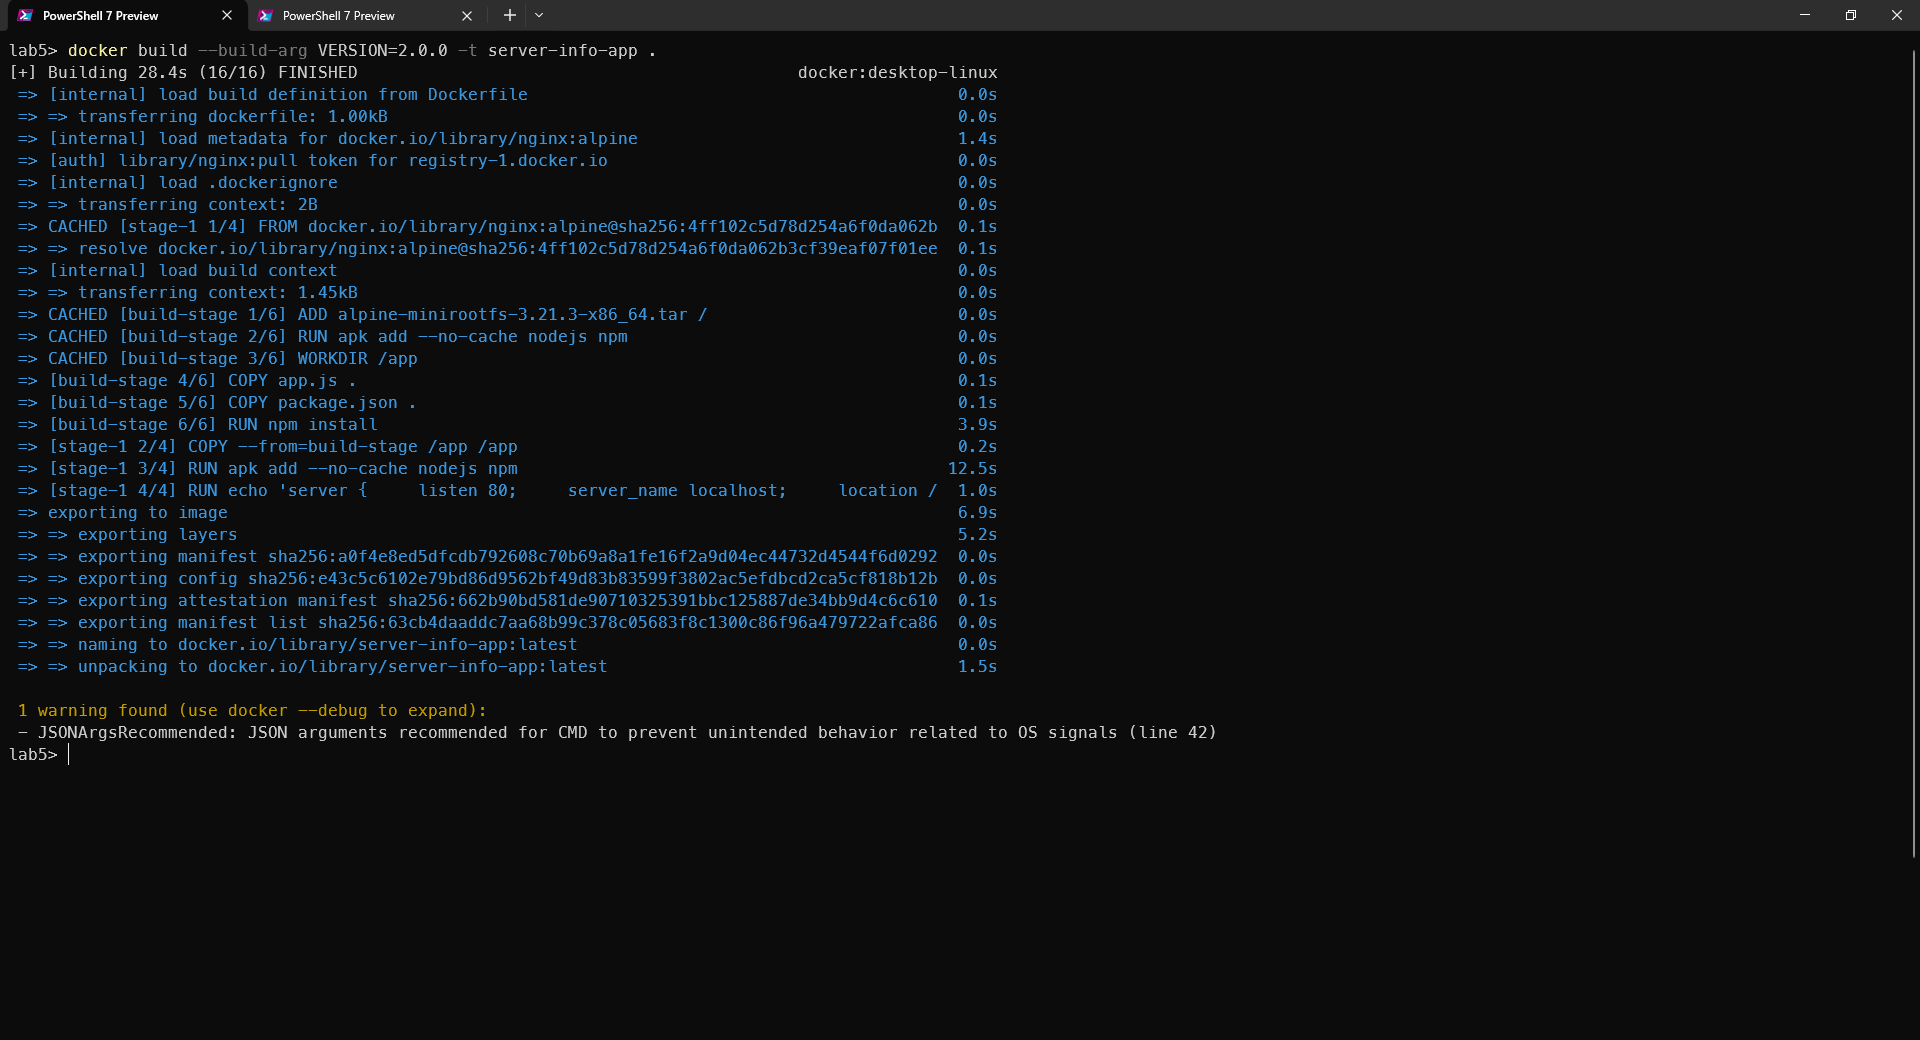 PowerShell 7 Preview
PowerShell 7 Preview
lab5> docker build --build-arg VERSION=2.0.0 -t server-info-app .
[+] Building 28.4s (16/16) FINISHED docker:desktop-linux
=> [internal] load build definition from Dockerfile 0.0s
=> => transferring dockerfile: 1.00kB 0.0s
=> [internal] load metadata for docker.io/library/nginx:alpine 1.4s
=> [auth] library/nginx:pull token for registry-1.docker.io 0.0s
=> [internal] load .dockerignore 0.0s
=> => transferring context: 2B 0.0s
=> CACHED [stage-1 1/4] FROM docker.io/library/nginx:alpine@sha256:4ff102c5d78d254a6f0da062b 0.1s
=> => resolve docker.io/library/nginx:alpine@sha256:4ff102c5d78d254a6f0da062b3cf39eaf07f01ee 0.1s
=> [internal] load build context 0.0s
=> => transferring context: 1.45kB 0.0s
=> CACHED [build-stage 1/6] ADD alpine-minirootfs-3.21.3-x86_64.tar / 0.0s
=> CACHED [build-stage 2/6] RUN apk add --no-cache nodejs npm 0.0s
=> CACHED [build-stage 3/6] WORKDIR /app 0.0s
=> [build-stage 4/6] COPY app.js . 0.1s
=> [build-stage 5/6] COPY package.json . 0.1s
=> [build-stage 6/6] RUN npm install 3.9s
=> [stage-1 2/4] COPY --from=build-stage /app /app 0.2s
=> [stage-1 3/4] RUN apk add --no-cache nodejs npm 12.5s
=> [stage-1 4/4] RUN echo 'server {     listen 80;     server_name localhost;     location / 1.0s
=> exporting to image 6.9s
=> => exporting layers 5.2s
=> => exporting manifest sha256:a0f4e8ed5dfcdb792608c70b69a8a1fe16f2a9d04ec44732d4544f6d0292 0.0s
=> => exporting config sha256:e43c5c6102e79bd86d9562bf49d83b83599f3802ac5efdbcd2ca5cf818b12b 0.0s
=> => exporting attestation manifest sha256:662b90bd581de90710325391bbc125887de34bb9d4c6c610 0.1s
=> => exporting manifest list sha256:63cb4daaddc7aa68b99c378c05683f8c1300c86f96a479722afca86 0.0s
=> => naming to docker.io/library/server-info-app:latest 0.0s
=> => unpacking to docker.io/library/server-info-app:latest 1.5s
1 warning found (use docker --debug to expand):
- JSONArgsRecommended: JSON arguments recommended for CMD to prevent unintended behavior related to OS signals (line 42)
lab5>